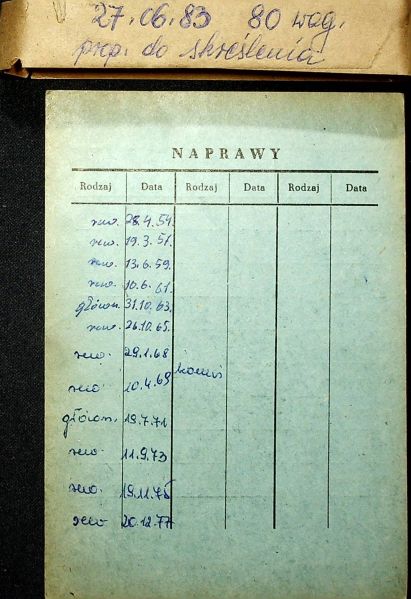 27.06.83 80 wag.
prop. do skreślenia
NAPRAWY
Rodzaj Data Rodzaj Data Rodzaj Data
rew. 28.4.54.
rew. 19.3.57.
rew. 13.6.59.
rew. 10.6.61.
główn. 31.10.63.
rew. 26.10.65.
rew. 29.1.68
rew. 10.4.69
główn. 19.7.71
rew. 11.9.73
rew. 19.11.75
rew 20.12.77